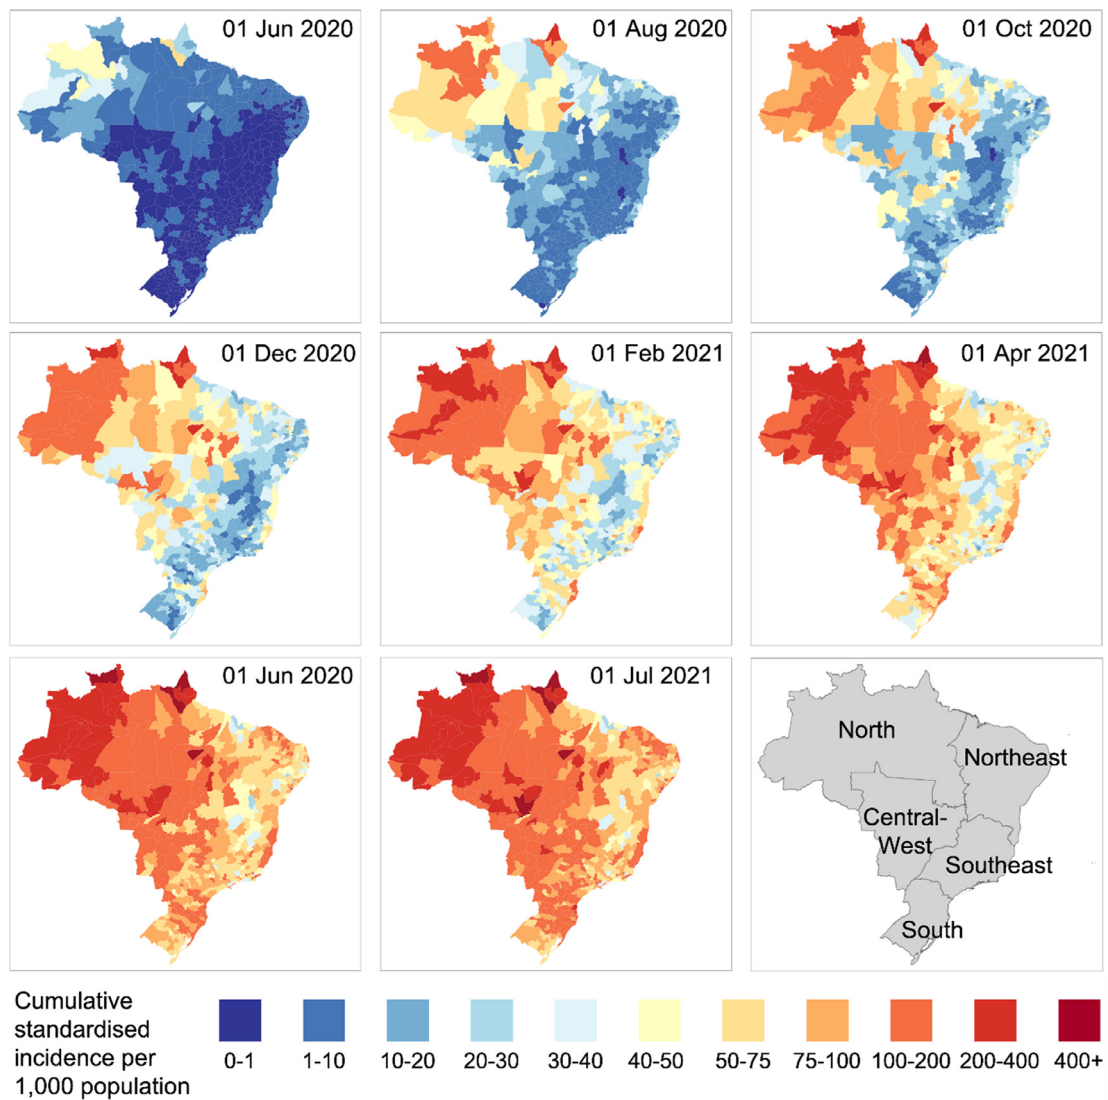 01 Jun 2020
01 Aug 2020
01 Oct 2020
01 Dec 2020
01 Feb 2021
01 Apr 2021
01 Jun 2020
01 Jul 2021
North
Northeast
Central-
West
Southeast
South
Cumulative
standardised
incidence per
1,000 population
0-1
1-10
10-20
20-30
30-40
40-50
50-75
75-100
100-200
200-400
400+